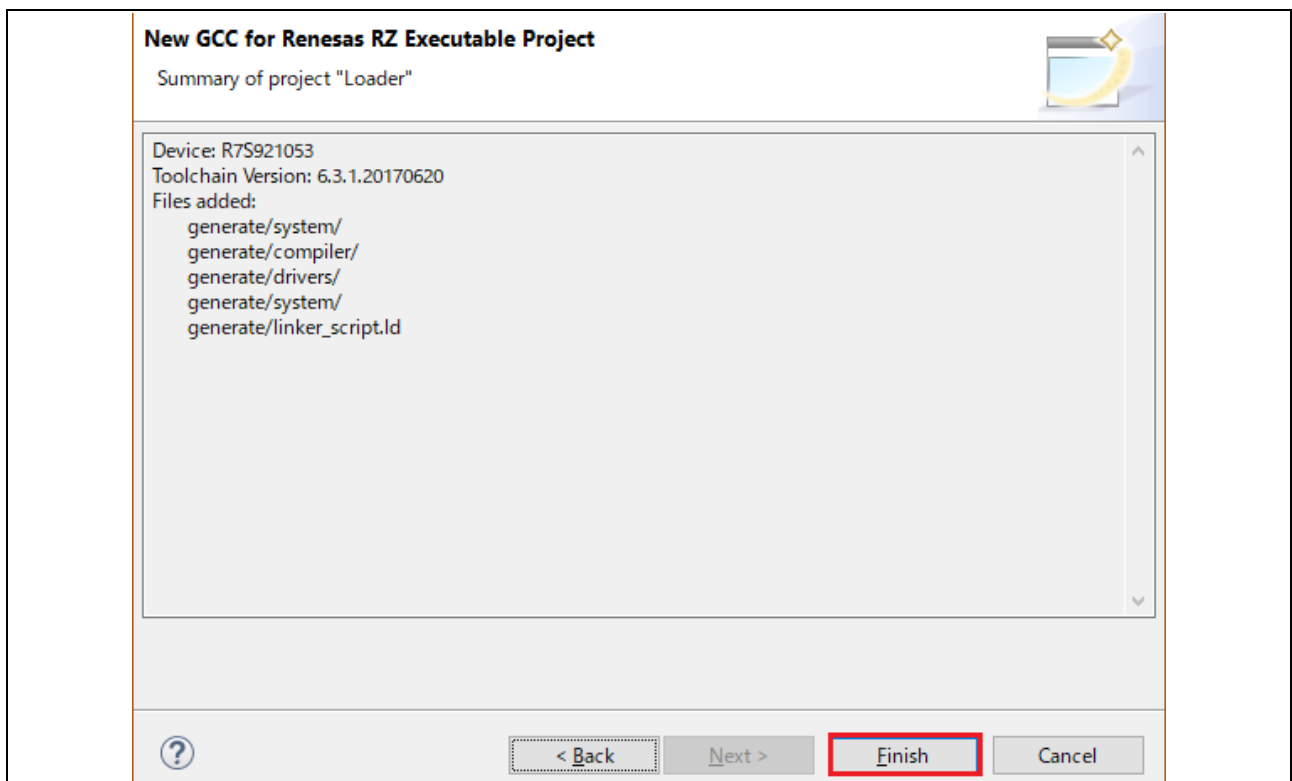 New GCC for Renesas RZ Executable Project
Summary of project "Loader"
Device: R7S921053
Toolchain Version: 6.3.1.20170620
Files added:
generate/system/
generate/compiler/
generate/drivers/
generate/system/
generate/linker_script.ld
?
< Back
Next >
Finish
Cancel